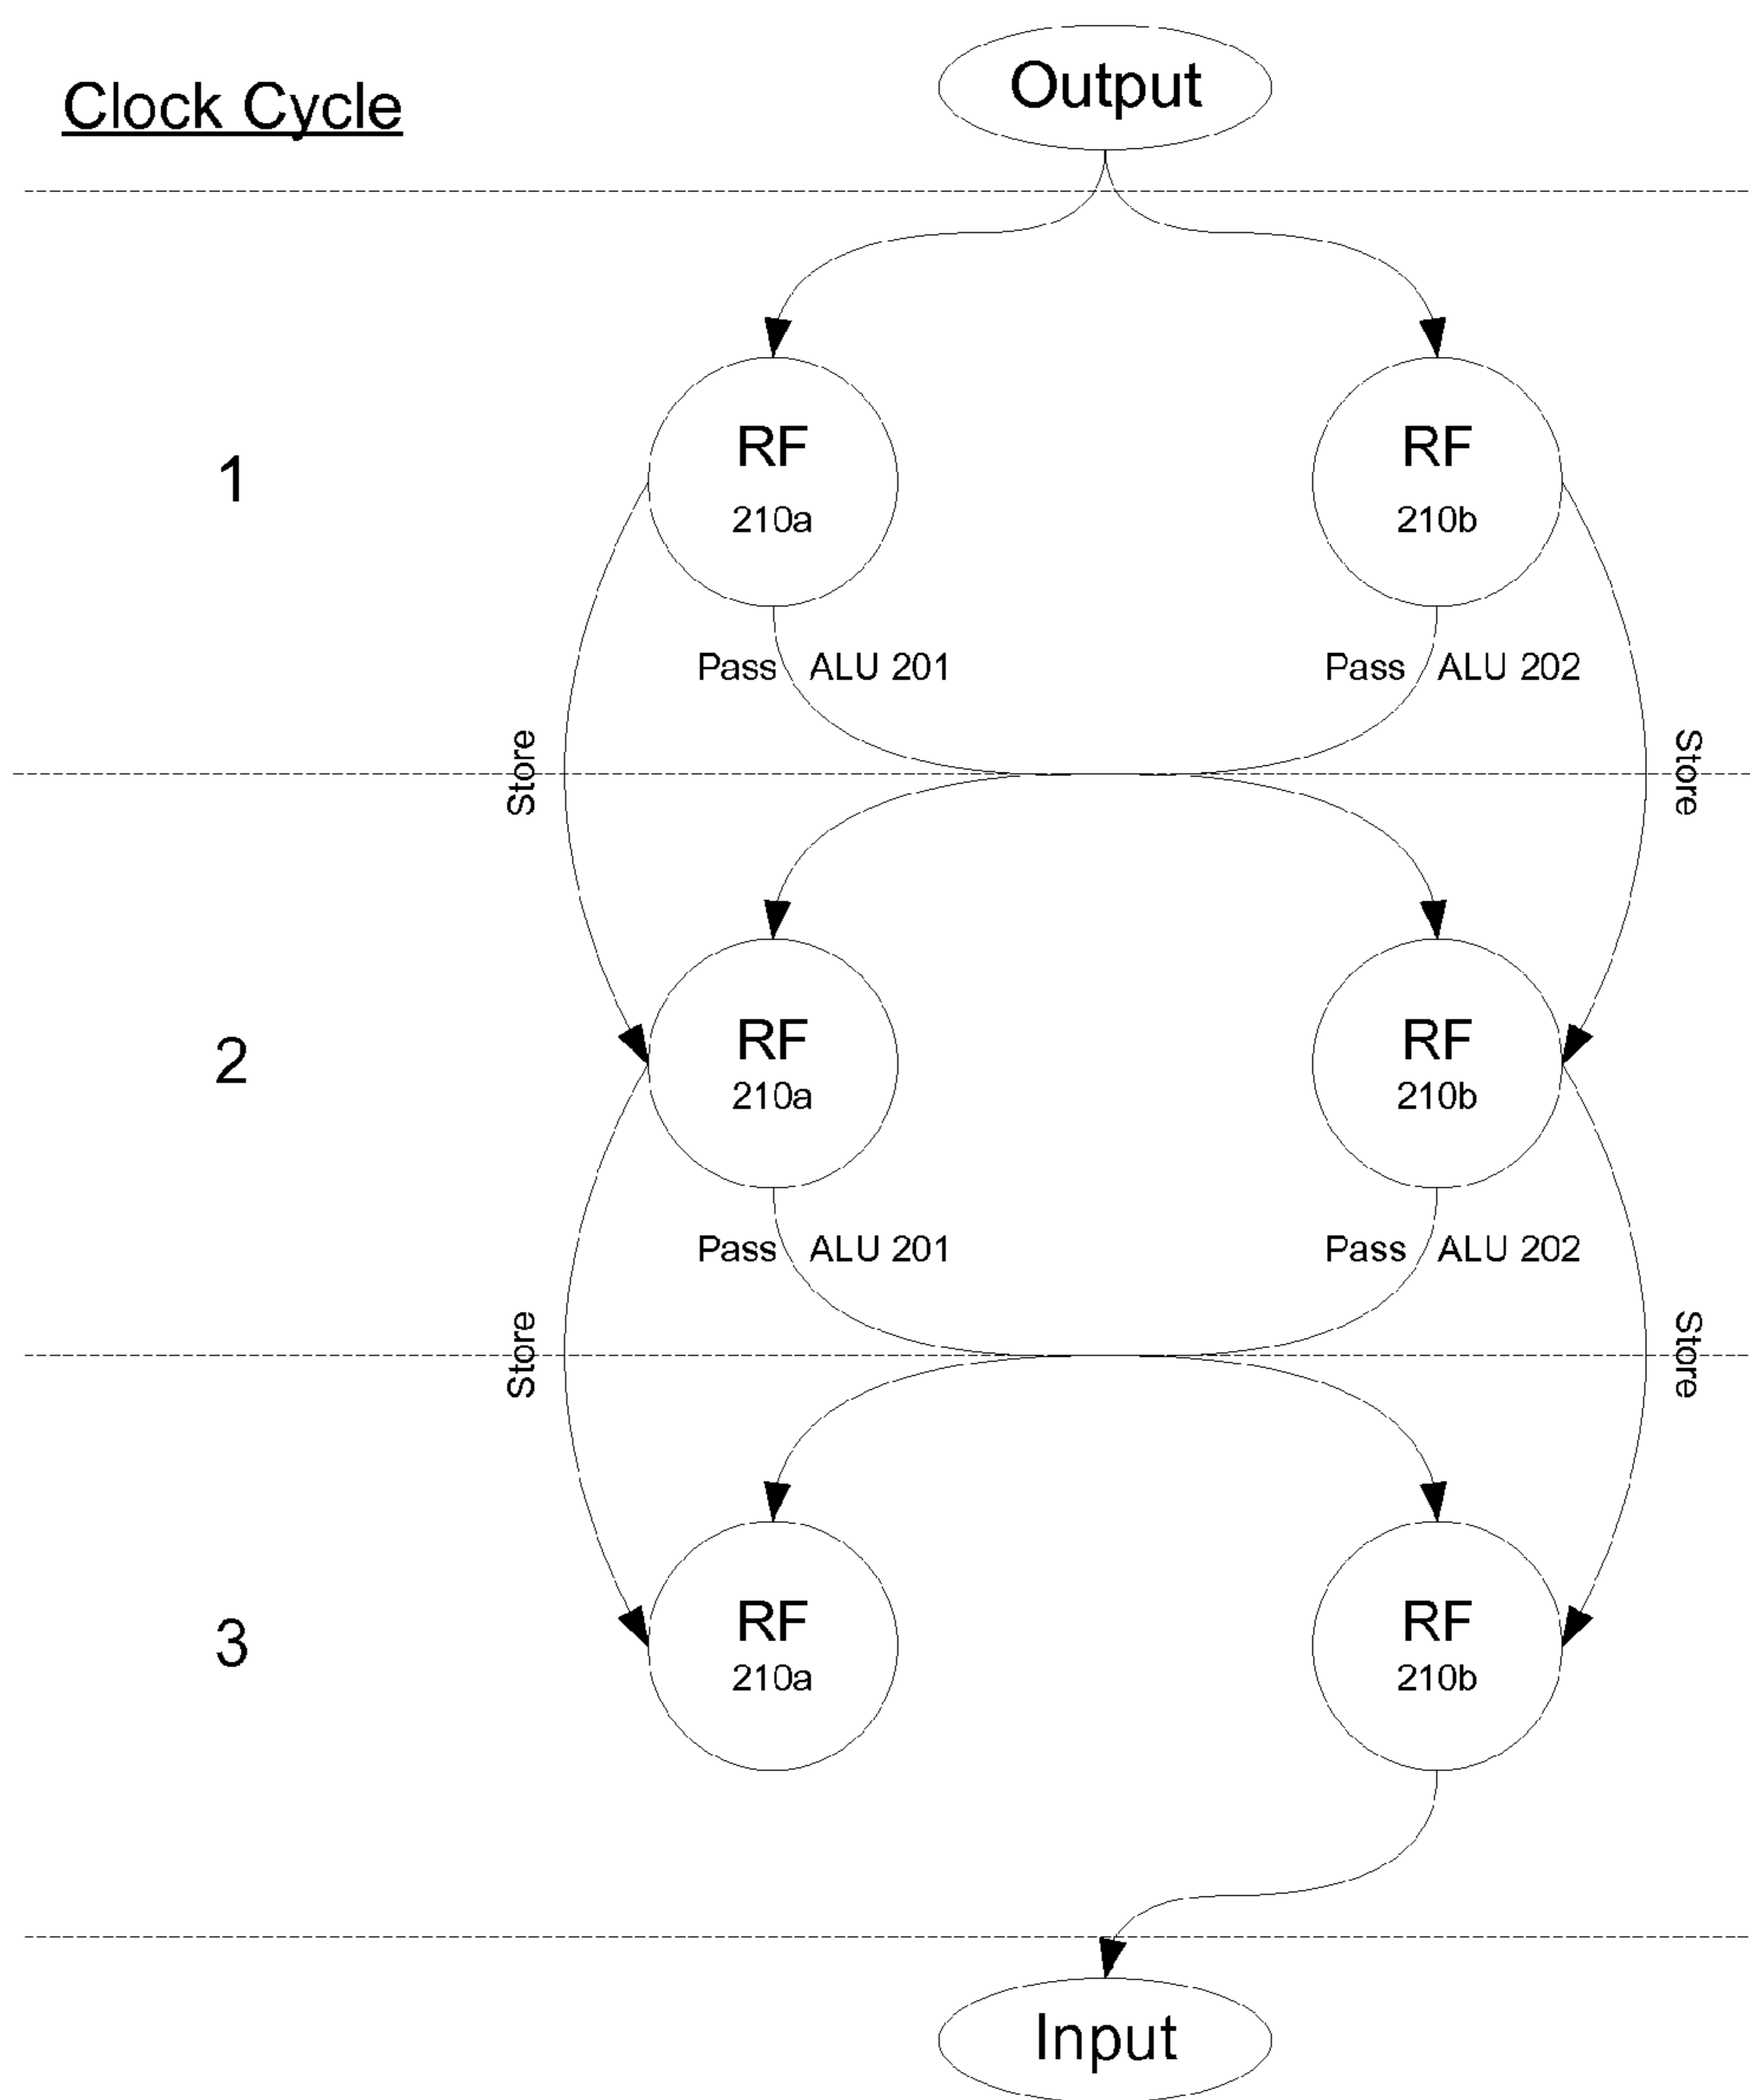 Output
Clock Cycle
RF
RF
1
210a
210b
Pass
ALU 201
Pass
ALU 202
Store
Store
RF
RF
2
210a
210b
Pass
ALU 201
Pass
ALU 202
Store
Store
RF
RF
3
210a
210b
Input